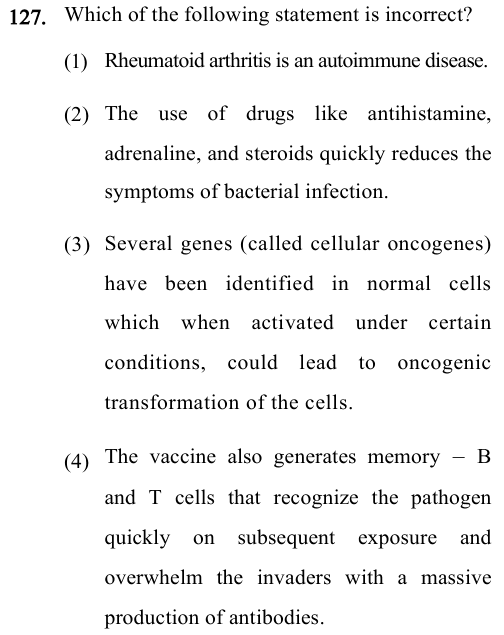 127. Which of the following statement is incorrect?
(1) Rheumatoid arthritis is an autoimmune disease.
(2) The use of drugs like antihistamine,
adrenaline, and steroids quickly reduces the
symptoms of bacterial infection.
(3) Several genes (called cellular oncogenes)
have been identified in normal cells
which when activated under certain
conditions, could lead to oncogenic
transformation of the cells.
(4) The vaccine also generates memory – B
and T cells that recognize the pathogen
quickly on subsequent exposure and
overwhelm the invaders with a massive
production of antibodies.